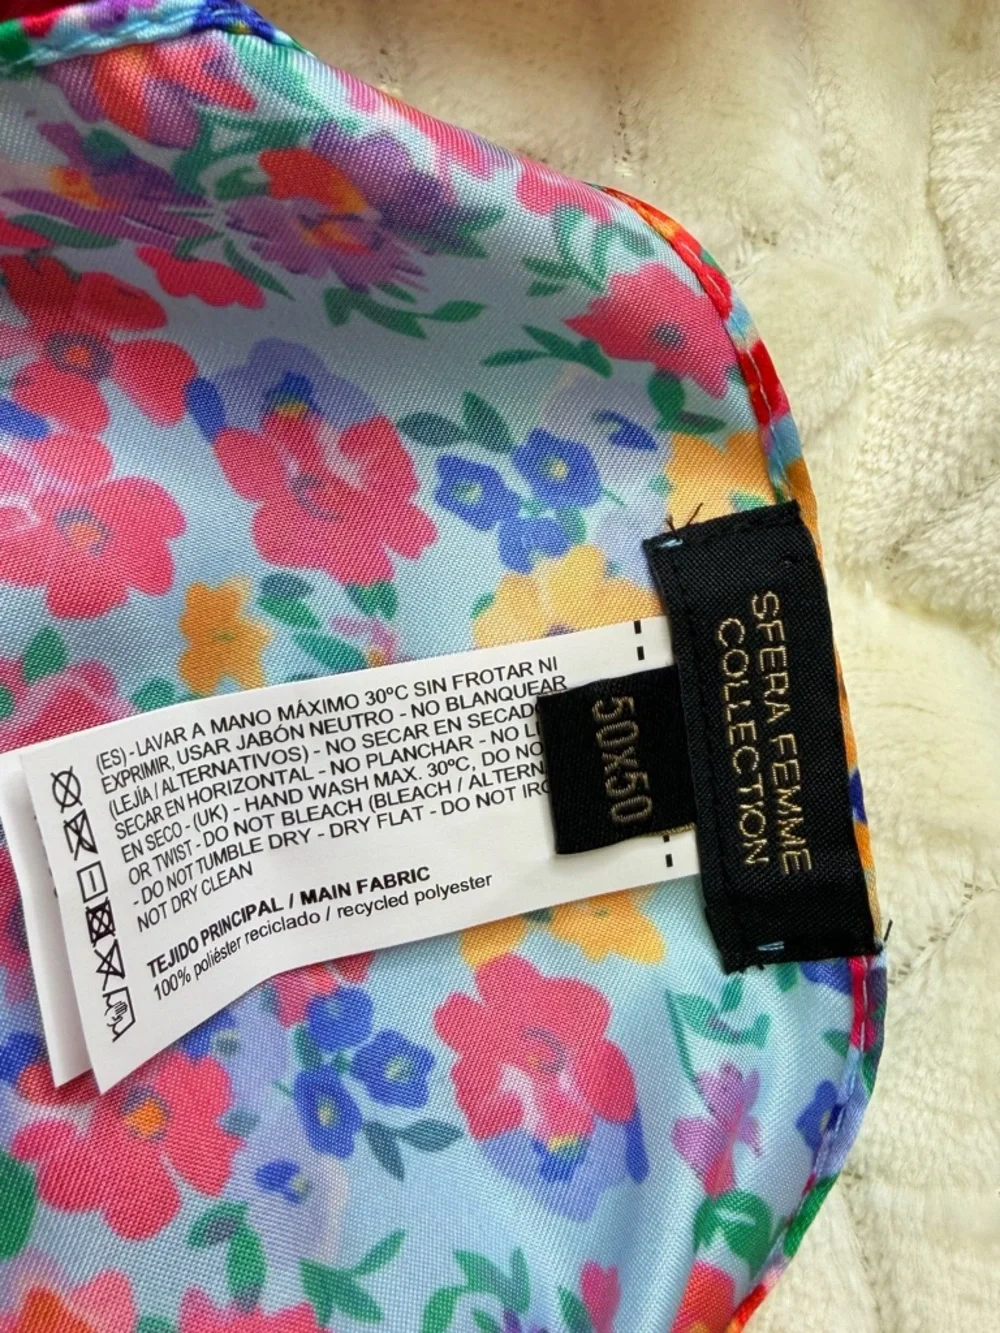 (ES) - LAVAR A MANO MÁXIMO 30ºC SIN FROTAR NI
EXPRIMIR, USAR JABÓN NEUTRO - NO BLANQUEAR
(LEJÍA / ALTERNATIVOS) - NO SECAR EN SECAD
SECAR EN HORIZONTAL - NO PLANCHAR - NO L
EN SECO - (UK) - HAND WASH MAX. 30ºC, DO NO
OR TWIST - DO NOT BLEACH (BLEACH / ALTERN
- DO NOT TUMBLE DRY - DRY FLAT - DO NOT IRO
NOT DRY CLEAN
TEJIDO PRINCIPAL / MAIN FABRIC
100% poliéster reciclado / recycled polyester
50X50
SFERA FEMME
COLLECTION